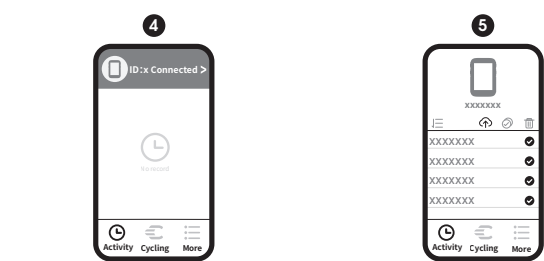 4
ID:x Connected >
No record
Activity Cycling More
5
xxxxxxx
XXXXXXX
XXXXXXX
XXXXXXX
XXXXXXX
Activity Cycling More